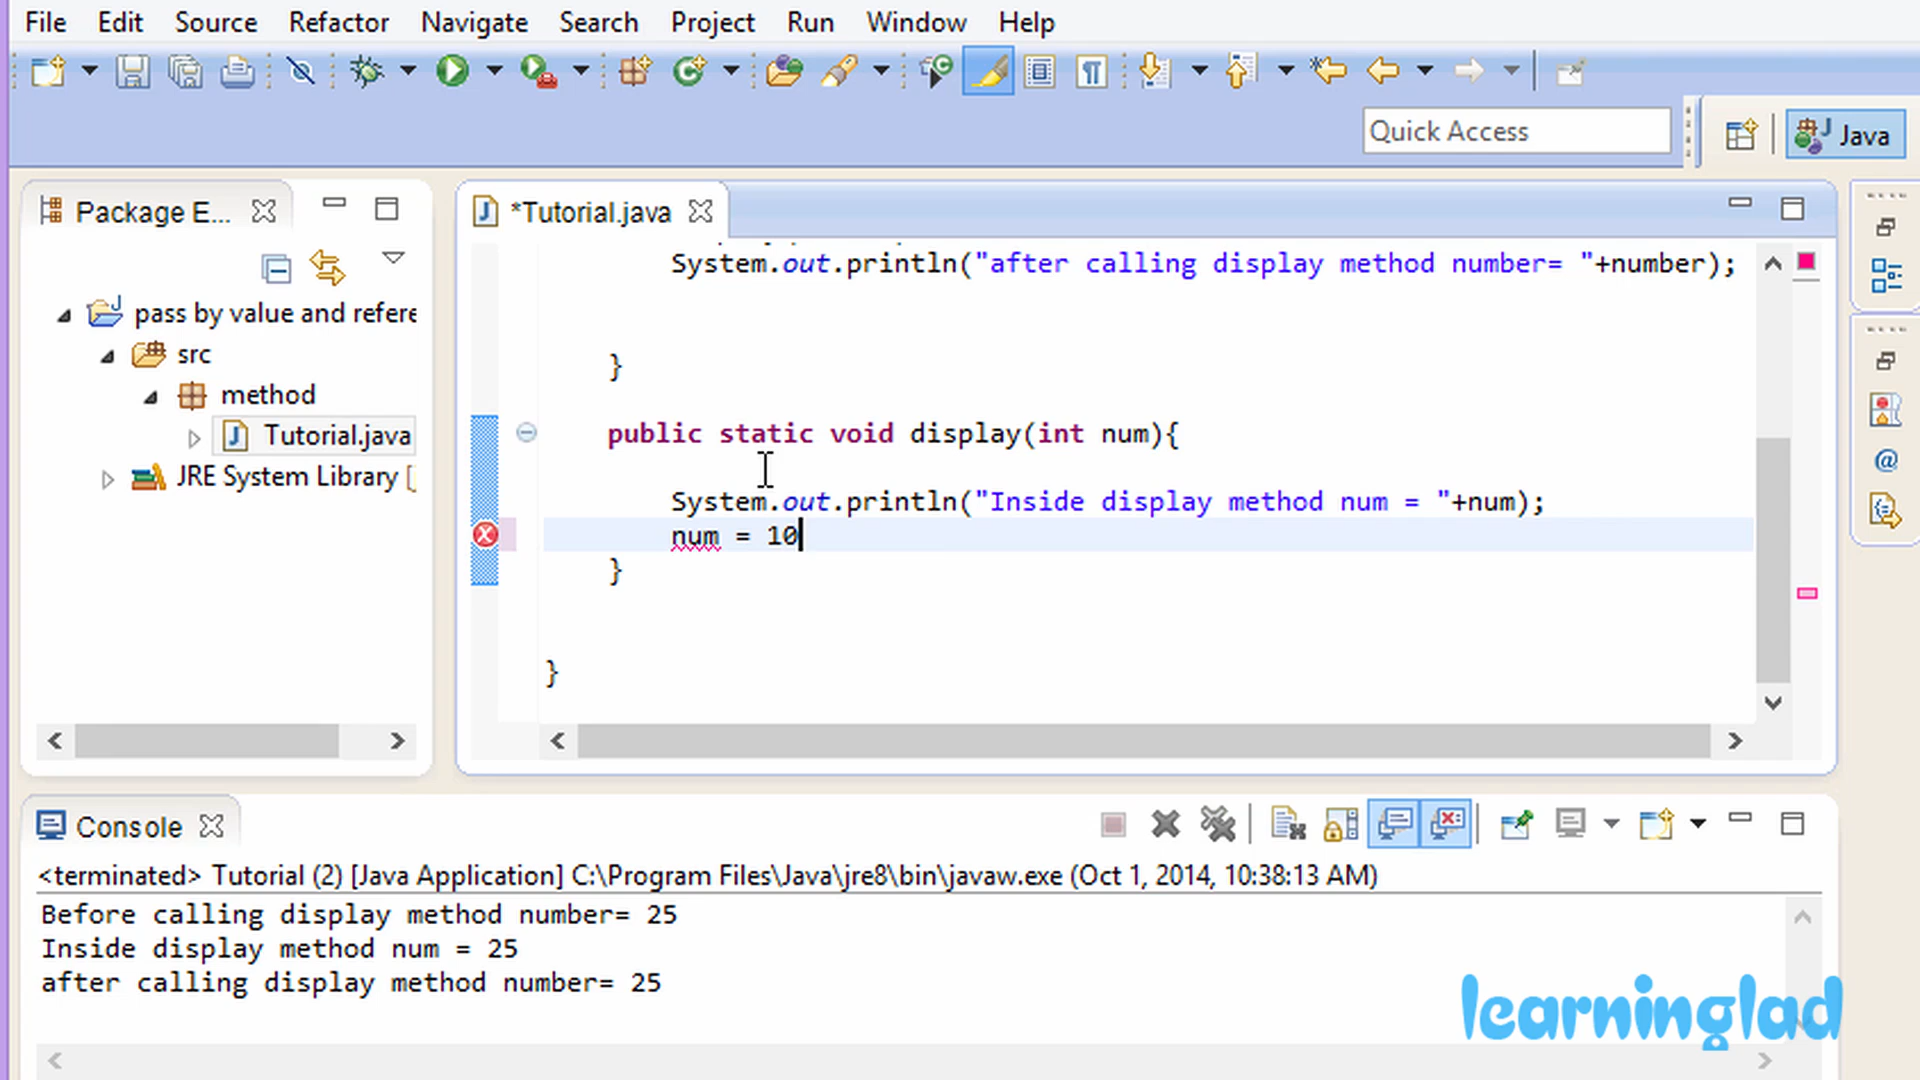 File Edit Source Refactor Navigate Search Project Run Window Help
Quick Access
Java
Package E...
*Tutorial.java
System.out.println("after calling display method number= "+number);
}
public static void display(int num){
System.out.println("Inside display method num = "+num);
num = 10
}
}
pass by value and refere
src
method
Tutorial.java
JRE System Library [
Console
<terminated> Tutorial (2) [Java Application] C:\Program Files\Java\jre8\bin\javaw.exe (Oct 1, 2014, 10:38:13 AM)
Before calling display method number= 25
Inside display method num = 25
after calling display method number= 25
learninglad